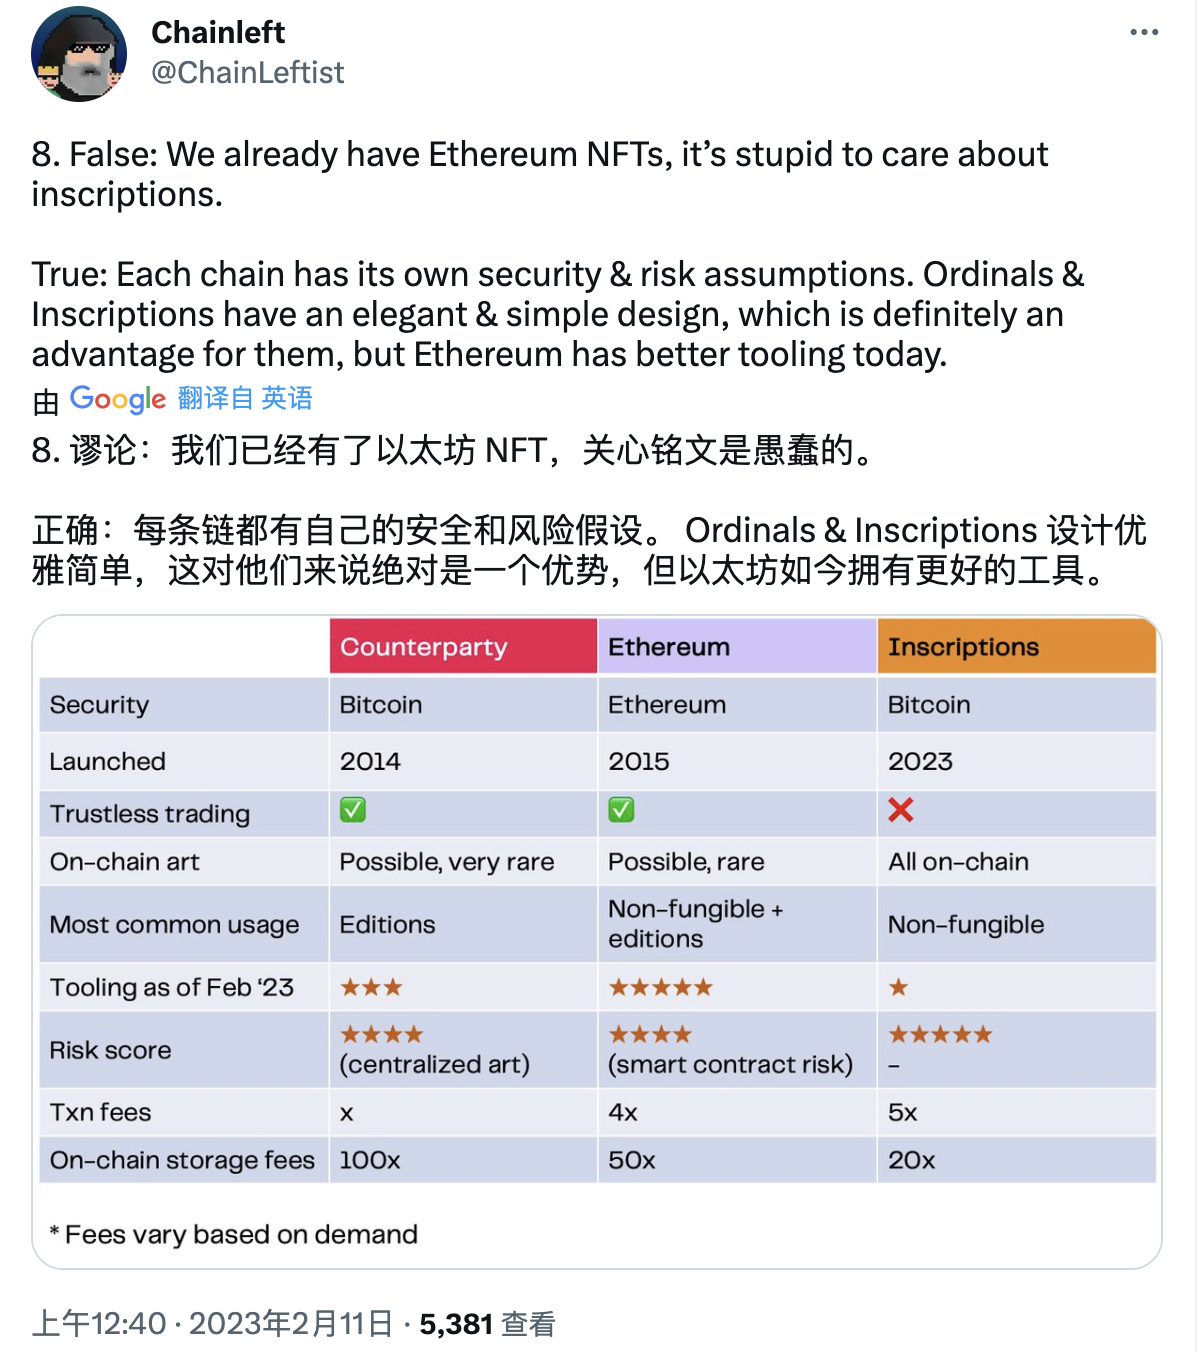 Chainleft
@ChainLeftist
8. False: We already have Ethereum NFTs, it’s stupid to care about
inscriptions.
True: Each chain has its own security & risk assumptions. Ordinals &
Inscriptions have an elegant & simple design, which is definitely an
advantage for them, but Ethereum has better tooling today.
由 Google 翻译自 英语
8. 谬论：我们已经有了以太坊 NFT，关心铭文是愚蠢的。
正确：每条链都有自己的安全和风险假设。 Ordinals & Inscriptions 设计优
雅简单，这对他们来说绝对是一个优势，但以太坊如今拥有更好的工具。
Counterparty Ethereum Inscriptions
Security Bitcoin Ethereum Bitcoin
Launched 2014 2015 2023
Trustless trading ✅ ✅ ❌
On-chain art Possible, very rare Possible, rare All on-chain
Most common usage Editions Non-fungible +
editions Non-fungible
Tooling as of Feb ‘23 ★★★ ★★★★★ ★
Risk score ★★★★ ★★★★ ★★★★★
(centralized art) (smart contract risk) –
Txn fees x 4x 5x
On-chain storage fees 100x 50x 20x
* Fees vary based on demand
上午12:40 · 2023年2月11日 · 5,381 查看